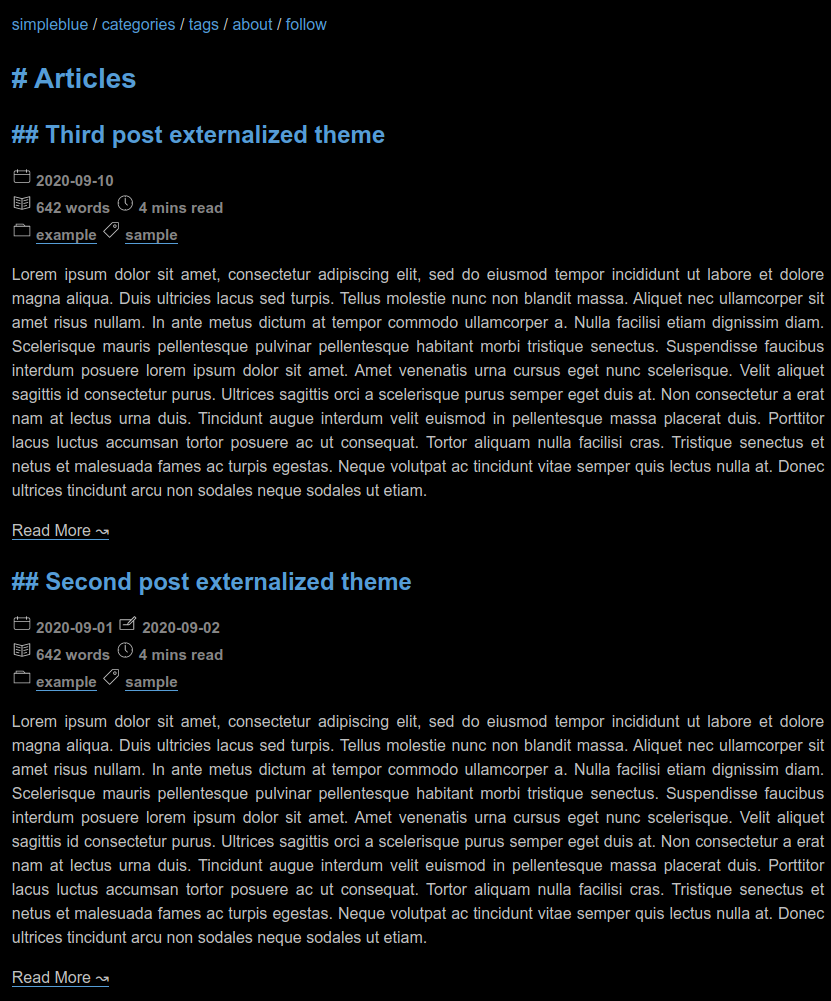 simpleblue / categories / tags / about / follow
# Articles
## Third post externalized theme
2020-09-10
642 words 4 mins read
example sample
Lorem ipsum dolor sit amet, consectetur adipiscing elit, sed do eiusmod tempor incididunt ut labore et dolore
magna aliqua. Duis ultricies lacus sed turpis. Tellus molestie nunc non blandit massa. Aliquet nec ullamcorper sit
amet risus nullam. In ante metus dictum at tempor commodo ullamcorper a. Nulla facilisi etiam dignissim diam.
Scelerisque mauris pellentesque pulvinar pellentesque habitant morbi tristique senectus. Suspendisse faucibus
interdum posuere lorem ipsum dolor sit amet. Amet venenatis urna cursus eget nunc scelerisque. Velit aliquet
sagittis id consectetur purus. Ultrices sagittis orci a scelerisque purus semper eget duis at. Non consectetur a erat
nam at lectus urna duis. Tincidunt augue interdum velit euismod in pellentesque massa placerat duis. Porttitor
lacus luctus accumsan tortor posuere ac ut consequat. Tortor aliquam nulla facilisi cras. Tristique senectus et
netus et malesuada fames ac turpis egestas. Neque volutpat ac tincidunt vitae semper quis lectus nulla at. Donec
ultrices tincidunt arcu non sodales neque sodales ut etiam.
Read More ↝
## Second post externalized theme
2020-09-01 2020-09-02
642 words 4 mins read
example sample
Lorem ipsum dolor sit amet, consectetur adipiscing elit, sed do eiusmod tempor incididunt ut labore et dolore
magna aliqua. Duis ultricies lacus sed turpis. Tellus molestie nunc non blandit massa. Aliquet nec ullamcorper sit
amet risus nullam. In ante metus dictum at tempor commodo ullamcorper a. Nulla facilisi etiam dignissim diam.
Scelerisque mauris pellentesque pulvinar pellentesque habitant morbi tristique senectus. Suspendisse faucibus
interdum posuere lorem ipsum dolor sit amet. Amet venenatis urna cursus eget nunc scelerisque. Velit aliquet
sagittis id consectetur purus. Ultrices sagittis orci a scelerisque purus semper eget duis at. Non consectetur a erat
nam at lectus urna duis. Tincidunt augue interdum velit euismod in pellentesque massa placerat duis. Porttitor
lacus luctus accumsan tortor posuere ac ut consequat. Tortor aliquam nulla facilisi cras. Tristique senectus et
netus et malesuada fames ac turpis egestas. Neque volutpat ac tincidunt vitae semper quis lectus nulla at. Donec
ultrices tincidunt arcu non sodales neque sodales ut etiam.
Read More ↝